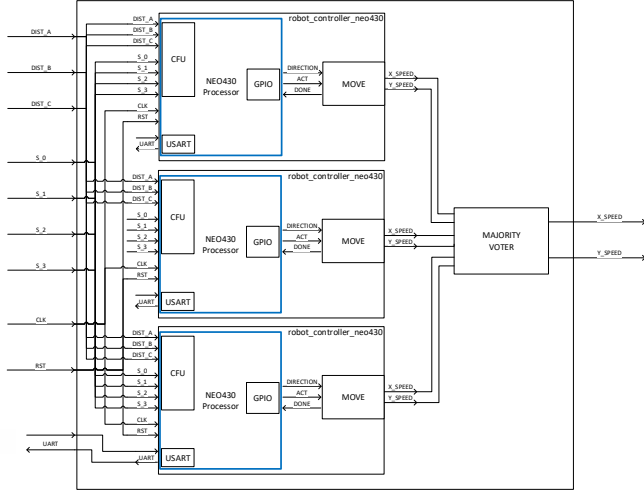 DIST_A
DIST_B
DIST_C
S_0
S_1
S_2
S_3
CLK
RST
UART
robot_controller_neo430
DIST_A
DIST_B
DIST_C
S_0
S_1
S_2
S_3
CLK
RST
UART
CFU
NEO430
Processor
USART
GPIO
DIRECTION
ACT
DONE
MOVE
X_SPEED
Y_SPEED
robot_controller_neo430
DIST_A
DIST_B
DIST_C
S_0
S_1
S_2
S_3
CLK
RST
UART
CFU
NEO430
Processor
USART
GPIO
DIRECTION
ACT
DONE
MOVE
X_SPEED
Y_SPEED
robot_controller_neo430
DIST_A
DIST_B
DIST_C
S_0
S_1
S_2
S_3
CLK
RST
UART
CFU
NEO430
Processor
USART
GPIO
DIRECTION
ACT
DONE
MOVE
X_SPEED
Y_SPEED
MAJORITY
VOTER
X_SPEED
Y_SPEED